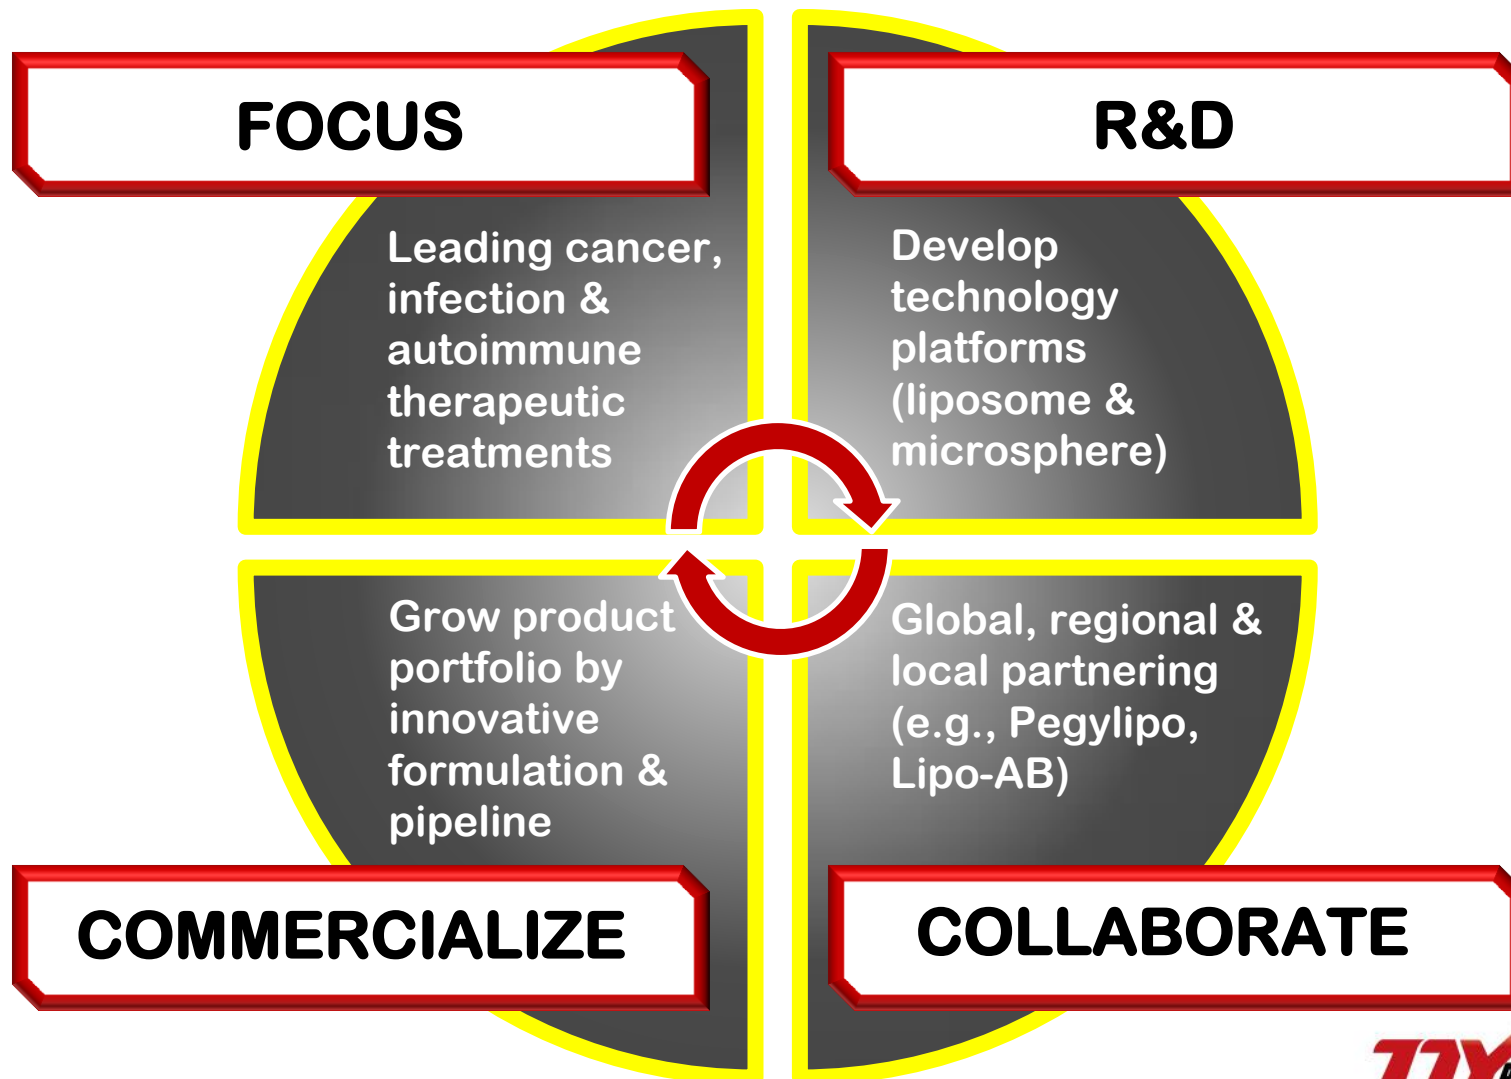 FOCUS
Leading cancer,
infection &
autoimmune
therapeutic
treatments
R&D
Develop
technology
platforms
(liposome &
microsphere)
Grow product
portfolio by
innovative
formulation &
pipeline
COMMERCIALIZE
Global, regional &
local partnering
(e.g., Pegylipo,
Lipo-AB)
COLLABORATE
TTY